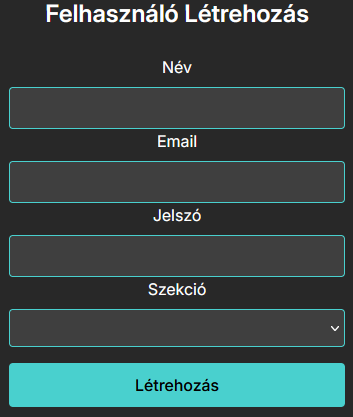 Felhasználó Létrehozás
Név
Email
Jelszó
Szekció
Létrehozás